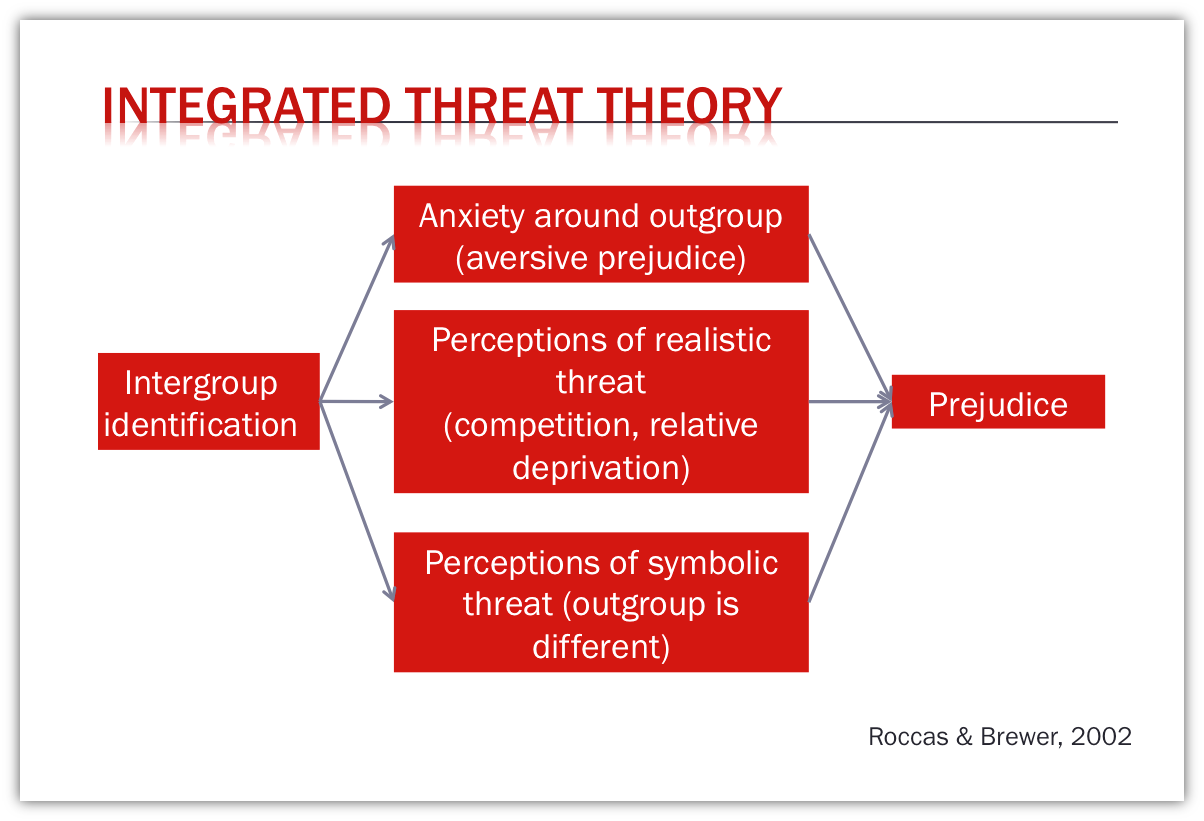 INTEGRATED THREAT THEORY
Anxiety around outgroup
(aversive prejudice)
Perceptions of realistic
threat
(competition, relative
deprivation)
Intergroup
identification
Prejudice
Perceptions of symbolic
threat (outgroup is
different)
Roccas & Brewer, 2002